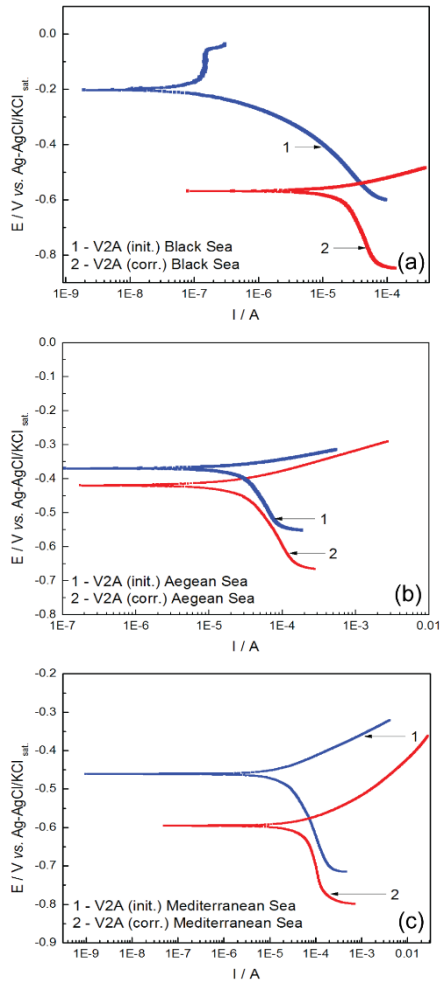 0.0
-0.2
-0.4
-0.6
-0.8
E / V vs. Ag-AgCl/KCl sat.
1
2
1 - V2A (init.) Black Sea
2 - V2A (corr.) Black Sea
(a)
1E-9 1E-8 1E-7 1E-6 1E-5 1E-4
I / A
0.0
-0.1
-0.2
-0.3
-0.4
-0.5
-0.6
-0.7
E / V vs. Ag-AgCl/KCl sat.
1
2
1 - V2A (init.) Aegean Sea
2 - V2A (corr.) Aegean Sea
(b)
1E-7 1E-6 1E-5 1E-4 1E-3 0.01
I / A
-0.2
-0.3
-0.4
-0.5
-0.6
-0.7
-0.8
-0.9
E / V vs. Ag-AgCl/KCl sat.
1
2
1 - V2A (init.) Mediterranean Sea
2 - V2A (corr.) Mediterranean Sea
(c)
1E-9 1E-8 1E-7 1E-6 1E-5 1E-4 1E-3 0.01
I / A